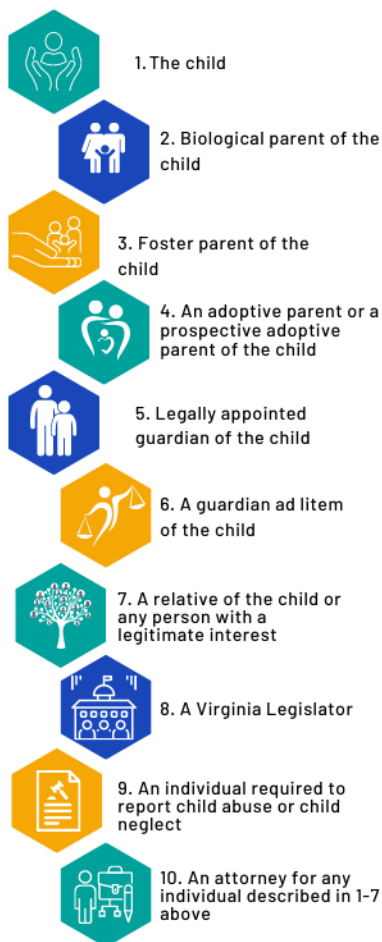 1. The child
2. Biological parent of the
child
3. Foster parent of the
child
4. An adoptive parent or a
prospective adoptive
parent of the child
5. Legally appointed
guardian of the child
6. A guardian ad litem
of the child
7. A relative of the child or
any person with a
legitimate interest
8. A Virginia Legislator
9. An individual required to
report child abuse or child
neglect
10. An attorney for any
individual described in 1-7
above